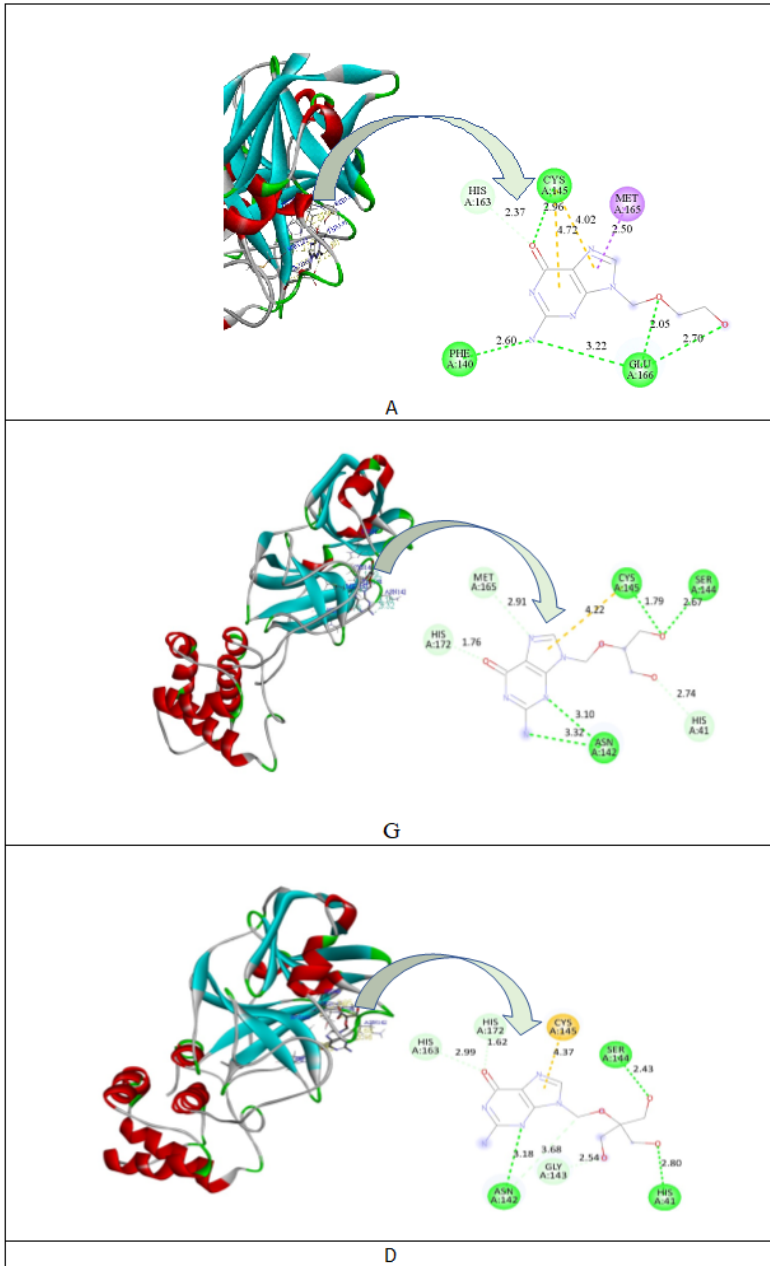 HIS
A:163
2.37
CYS
A:145
2.96
4.02
4.72
MET
A:165
2.50
2.05
2.70
3.22
PHE
A:140
2.60
GLU
A:166
A
MET
A:165
2.91
4.22
CYS
A:145
1.79
SER
A:144
2.67
HIS
A:172
1.76
2.74
HIS
A:41
3.10
3.32
ASN
A:142
G
HIS
A:172
1.62
HIS
A:163
2.99
CYS
A:145
4.37
SER
A:144
2.43
3.18
3.68
GLY
A:143
2.54
2.80
ASN
A:142
HIS
A:41
D